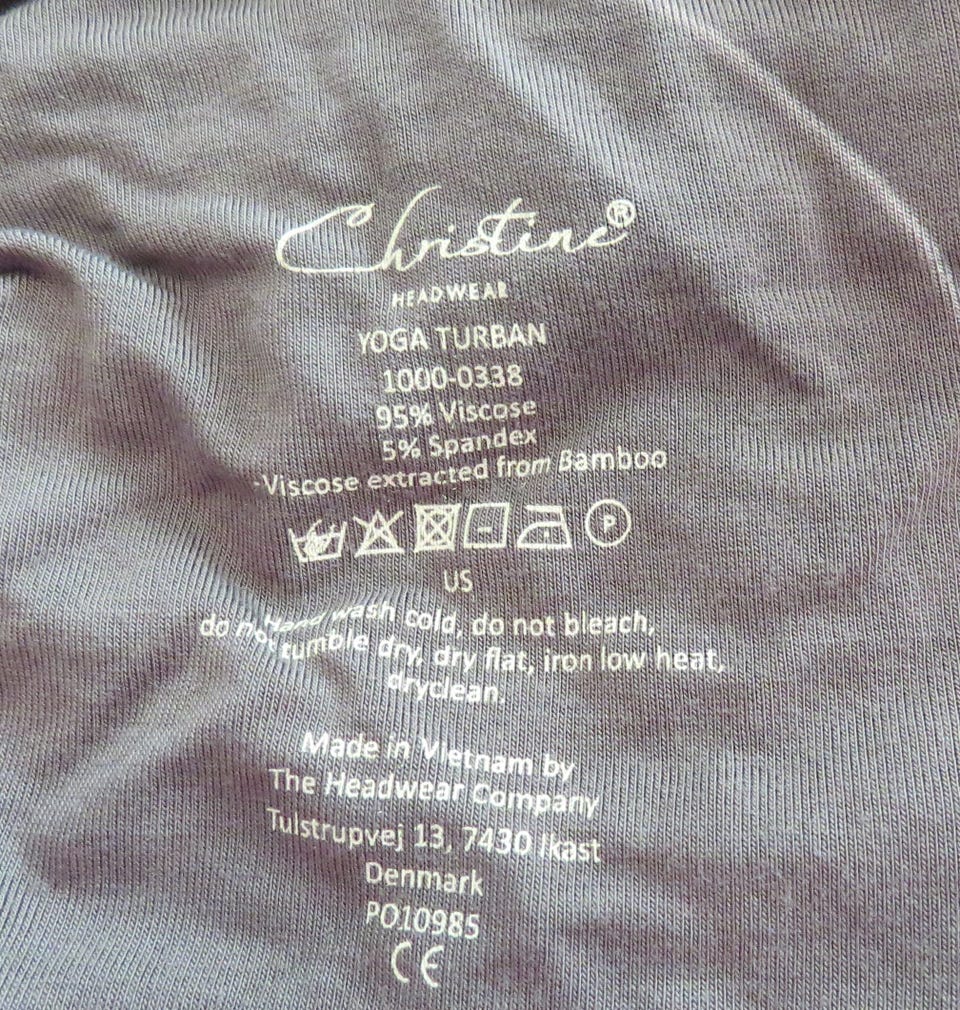 Christine®
HEADWEAR
YOGA TURBAN
1000-0338
95% Viscose
5% Spandex
-Viscose extracted from Bamboo
P
US
Hand wash cold, do not bleach,
do not tumble dry, dry flat, iron low heat,
dryclean.
Made in Vietnam by
The Headwear Company
Tulstrupvej 13, 7430 Ikast
Denmark
PO10985
CE